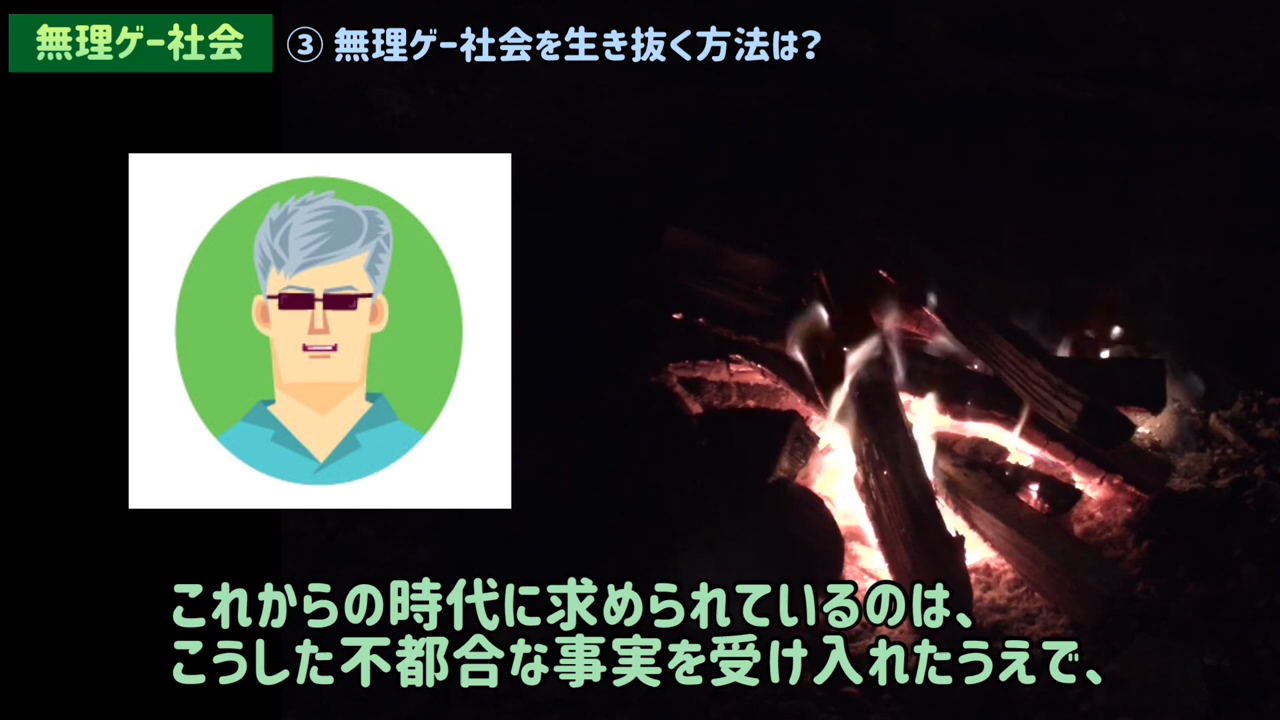 無理ゲー社会
③ 無理ゲー社会を生き抜く方法は？
これからの時代に求められているのは、
こうした不都合な事実を受け入れたうえで、